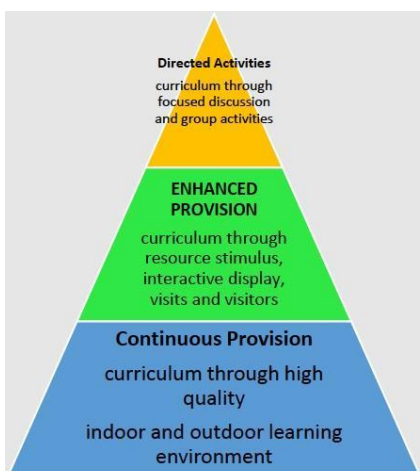 Directed Activities
curriculum through
focused discussion
and group activities
ENHANCED
PROVISION
curriculum through
resource stimulus,
interactive display,
visits and visitors
Continuous Provision
curriculum through high
quality
indoor and outdoor learning
environment